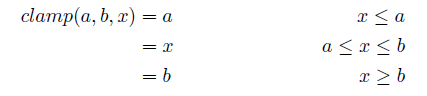 clamp(a, b, x) = a x ≤ a
= x a ≤ x ≤ b
= b x ≥ b